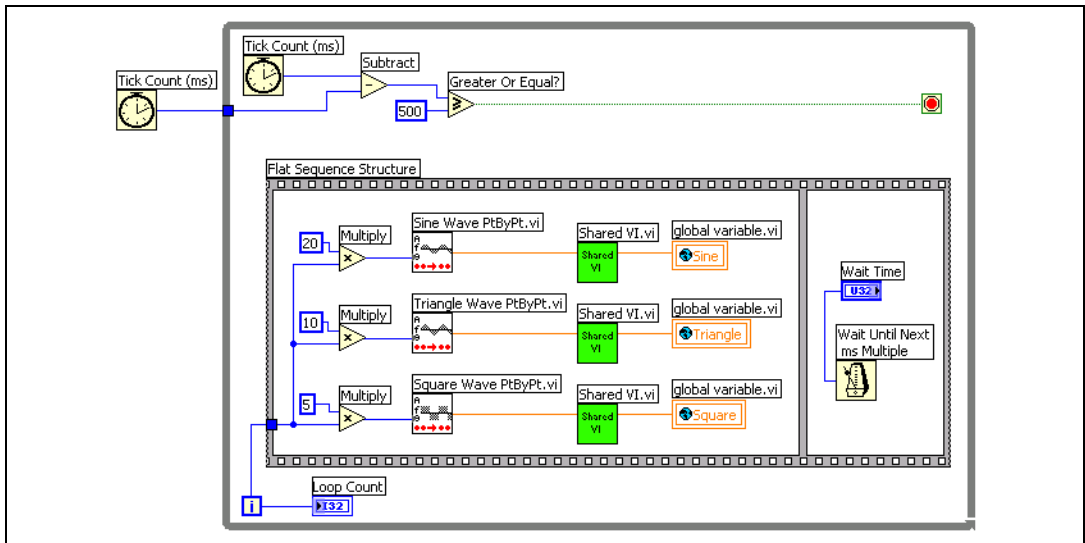 Tick Count (ms)
Tick Count (ms)
Subtract
Greater Or Equal?
500
Flat Sequence Structure
20
Multiply
Sine Wave PtByPt.vi
Shared VI.vi
Shared
VI
global variable.vi
Sine
10
Multiply
Triangle Wave PtByPt.vi
Shared VI.vi
Shared
VI
global variable.vi
Triangle
5
Multiply
Square Wave PtByPt.vi
Shared VI.vi
Shared
VI
global variable.vi
Square
Wait Time
U32
Wait Until Next
ms Multiple
i
Loop Count
I32